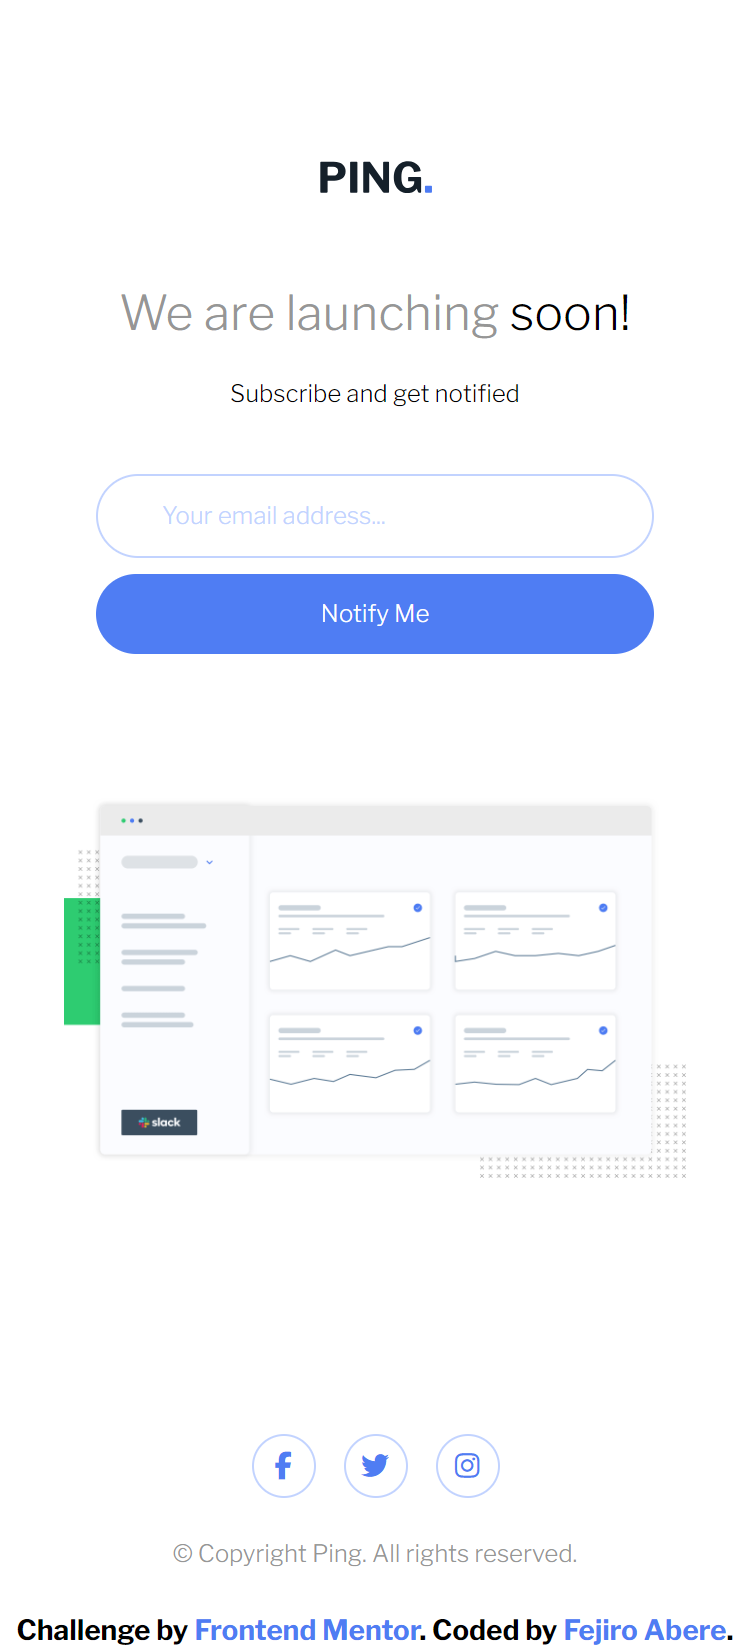 PING.
We are launching soon!
Subscribe and get notified
Your email address...
Notify Me
slack
© Copyright Ping. All rights reserved.
Challenge by Frontend Mentor. Coded by Fejiro Abere.